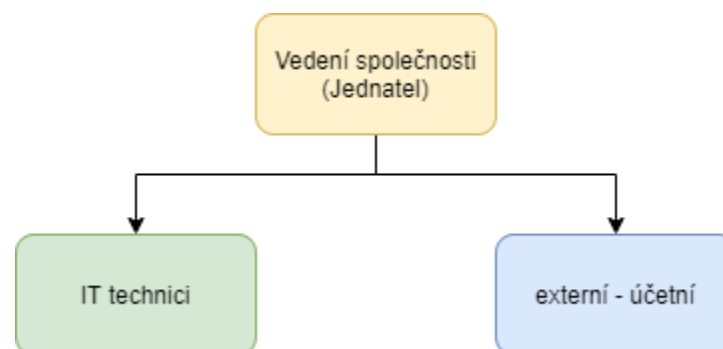 Vedení společnosti
(Jednatel)
IT technici
externí - účetní